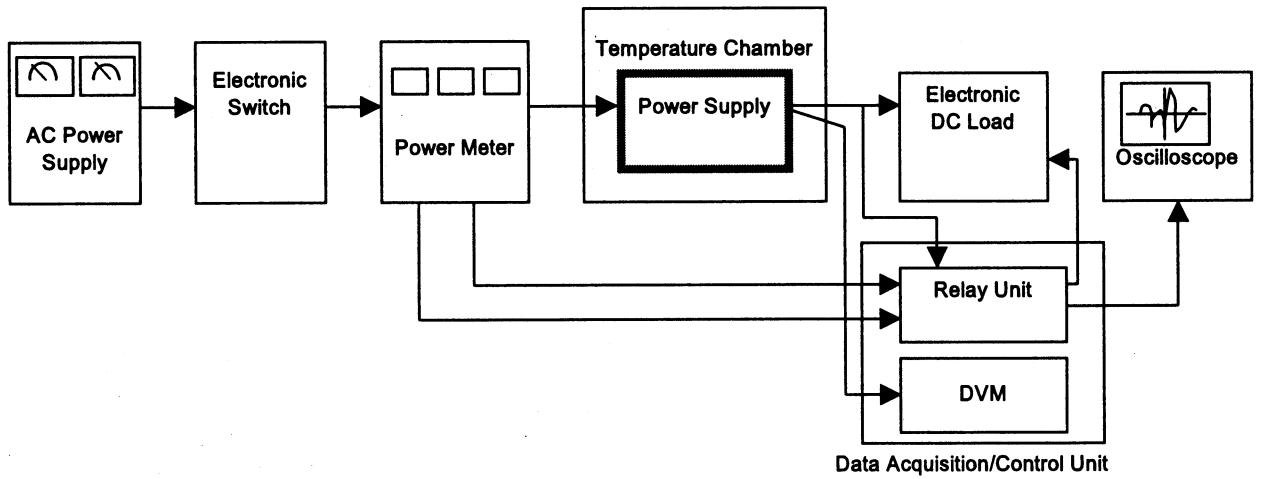 AC Power
Supply
Electronic
Switch
Power Meter
Temperature Chamber
Power Supply
Electronic
DC Load
Oscilloscope
Relay Unit
DVM
Data Acquisition/Control Unit